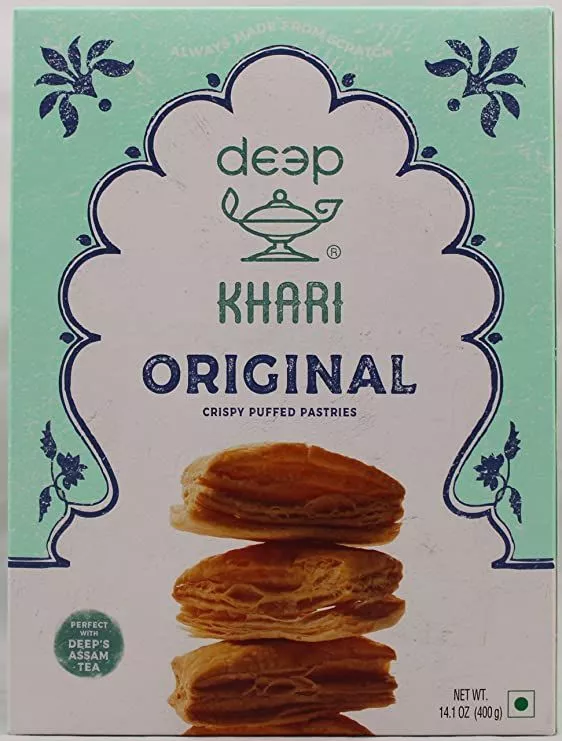 ALWAYS MADE FROM SCRATCH
deep
®
KHARI
ORIGINAL
CRISPY PUFFED PASTRIES
PERFECT
WITH
DEEP'S
ASSAM
TEA
NET WT.
14.1 OZ (400 g)